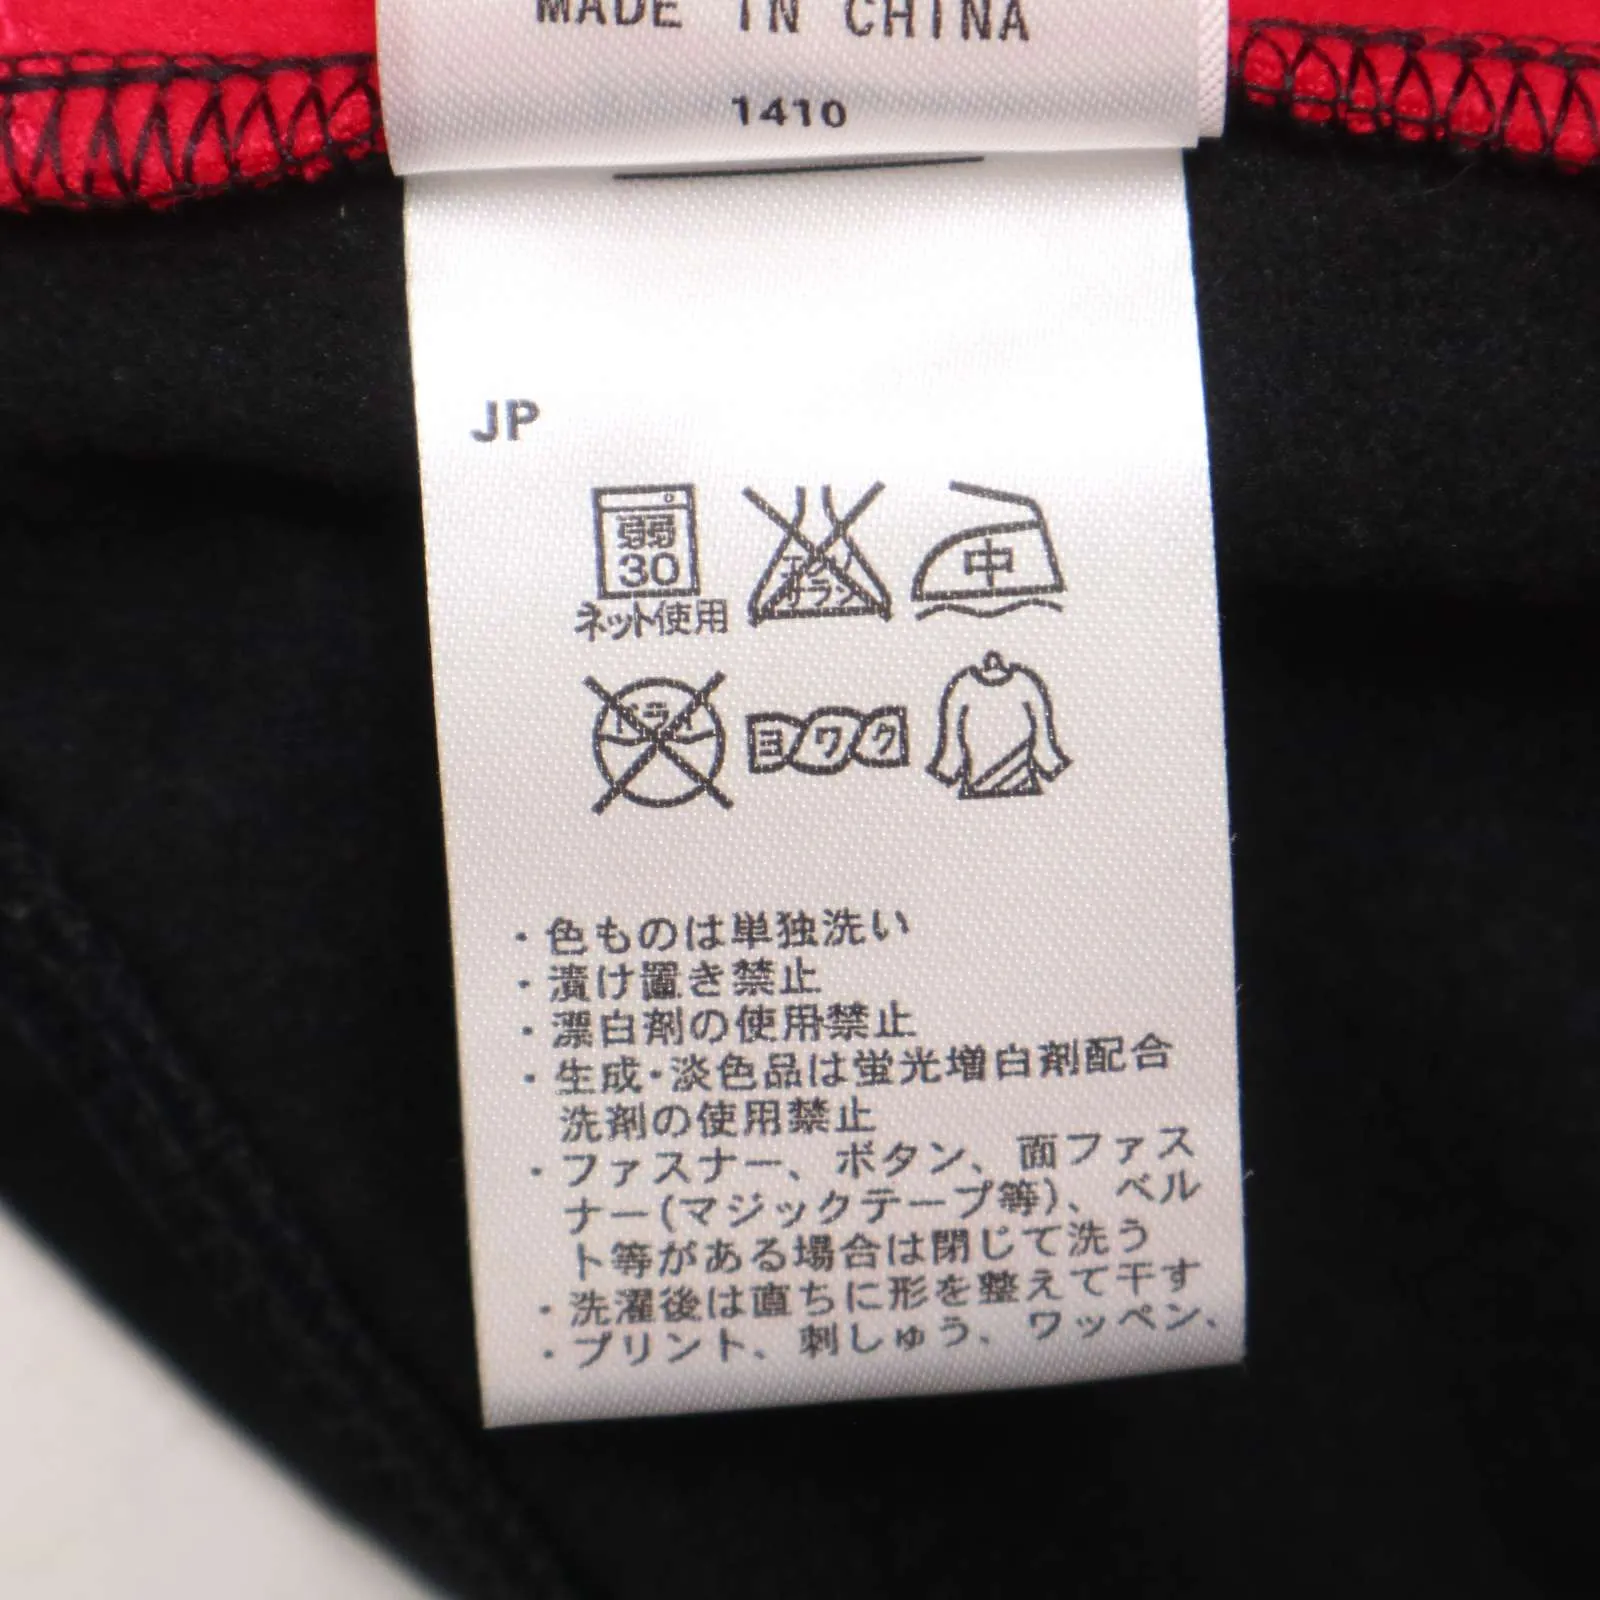 MADE IN CHINA
1410
JP
弱
30
ネット使用
エンソ
サラシ
中
ドライ
ヨワク
・色ものは単独洗い
・漬け置き禁止
・漂白剤の使用禁止
・生成・淡色品は蛍光増白剤配合
洗剤の使用禁止
・ファスナー、ボタン、面ファス
ナー(マジックテープ等)、ベル
ト等がある場合は閉じて洗う
・洗濯後は直ちに形を整えて干す
・プリント、刺しゅう、ワッペン、